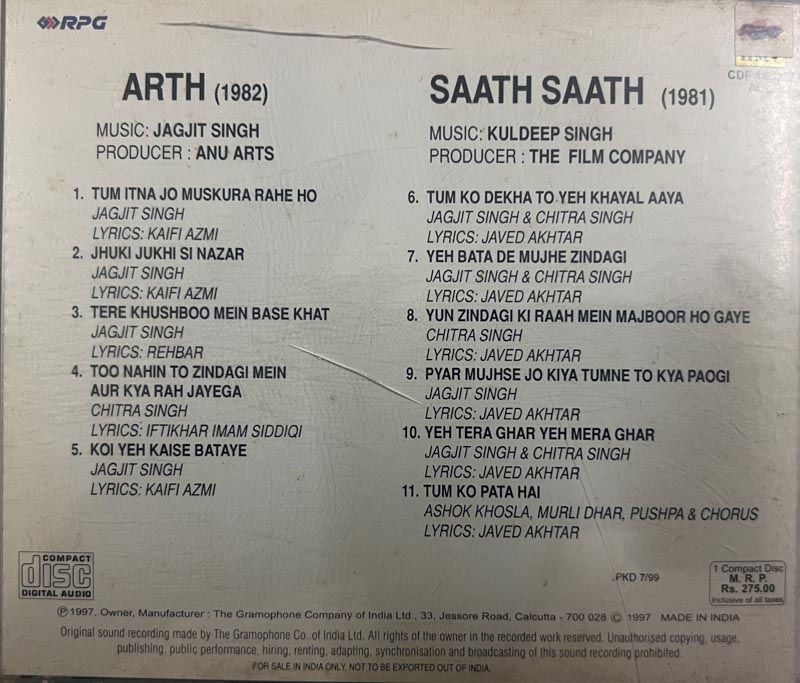 RPG
ARTH (1982)
MUSIC: JAGJIT SINGH
PRODUCER : ANU ARTS
1. TUM ITNA JO MUSKURA RAHE HO
JAGJIT SINGH
LYRICS: KAIFI AZMI
2. JHUKI JUKHI SI NAZAR
JAGJIT SINGH
LYRICS: KAIFI AZMI
3. TERE KHUSHBOO MEIN BASE KHAT
JAGJIT SINGH
LYRICS: REHBAR
4. TOO NAHIN TO ZINDAGI MEIN
AUR KYA RAH JAYEGA
CHITRA SINGH
LYRICS: IFTIKHAR IMAM SIDDIQI
5. KOI YEH KAISE BATAYE
JAGJIT SINGH
LYRICS: KAIFI AZMI
CDF
SAATH SAATH (1981)
MUSIC: KULDEEP SINGH
PRODUCER : THE FILM COMPANY
6. TUM KO DEKHA TO YEH KHAYAL AAYA
JAGJIT SINGH & CHITRA SINGH
LYRICS: JAVED AKHTAR
7. YEH BATA DE MUJHE ZINDAGI
JAGJIT SINGH & CHITRA SINGH
LYRICS: JAVED AKHTAR
8. YUN ZINDAGI KI RAAH MEIN MAJBOOR HO GAYE
CHITRA SINGH
LYRICS: JAVED AKHTAR
9. PYAR MUJHSE JO KIYA TUMNE TO KYA PAOGI
JAGJIT SINGH
LYRICS: JAVED AKHTAR
10. YEH TERA GHAR YEH MERA GHAR
JAGJIT SINGH & CHITRA SINGH
LYRICS: JAVED AKHTAR
11. TUM KO PATA HAI
ASHOK KHOSLA, MURLI DHAR, PUSHPA & CHORUS
LYRICS: JAVED AKHTAR
COMPACT
disc
DIGITAL AUDIO
PKD 7/99
1 Compact Disc
M. R. P.
Rs. 275.00
Inclusive of all taxes
℗ 1997, Owner, Manufacturer : The Gramophone Company of India Ltd., 33, Jessore Road, Calcutta - 700 028 © 1997 MADE IN INDIA
Original sound recording made by The Gramophone Co. of India Ltd. All rights of the owner in the recorded work reserved. Unauthorised copying, usage,
publishing, public performance, hiring, renting, adapting, synchronisation and broadcasting of this sound recording prohibited.
FOR SALE IN INDIA ONLY, NOT TO BE EXPORTED OUT OF INDIA.